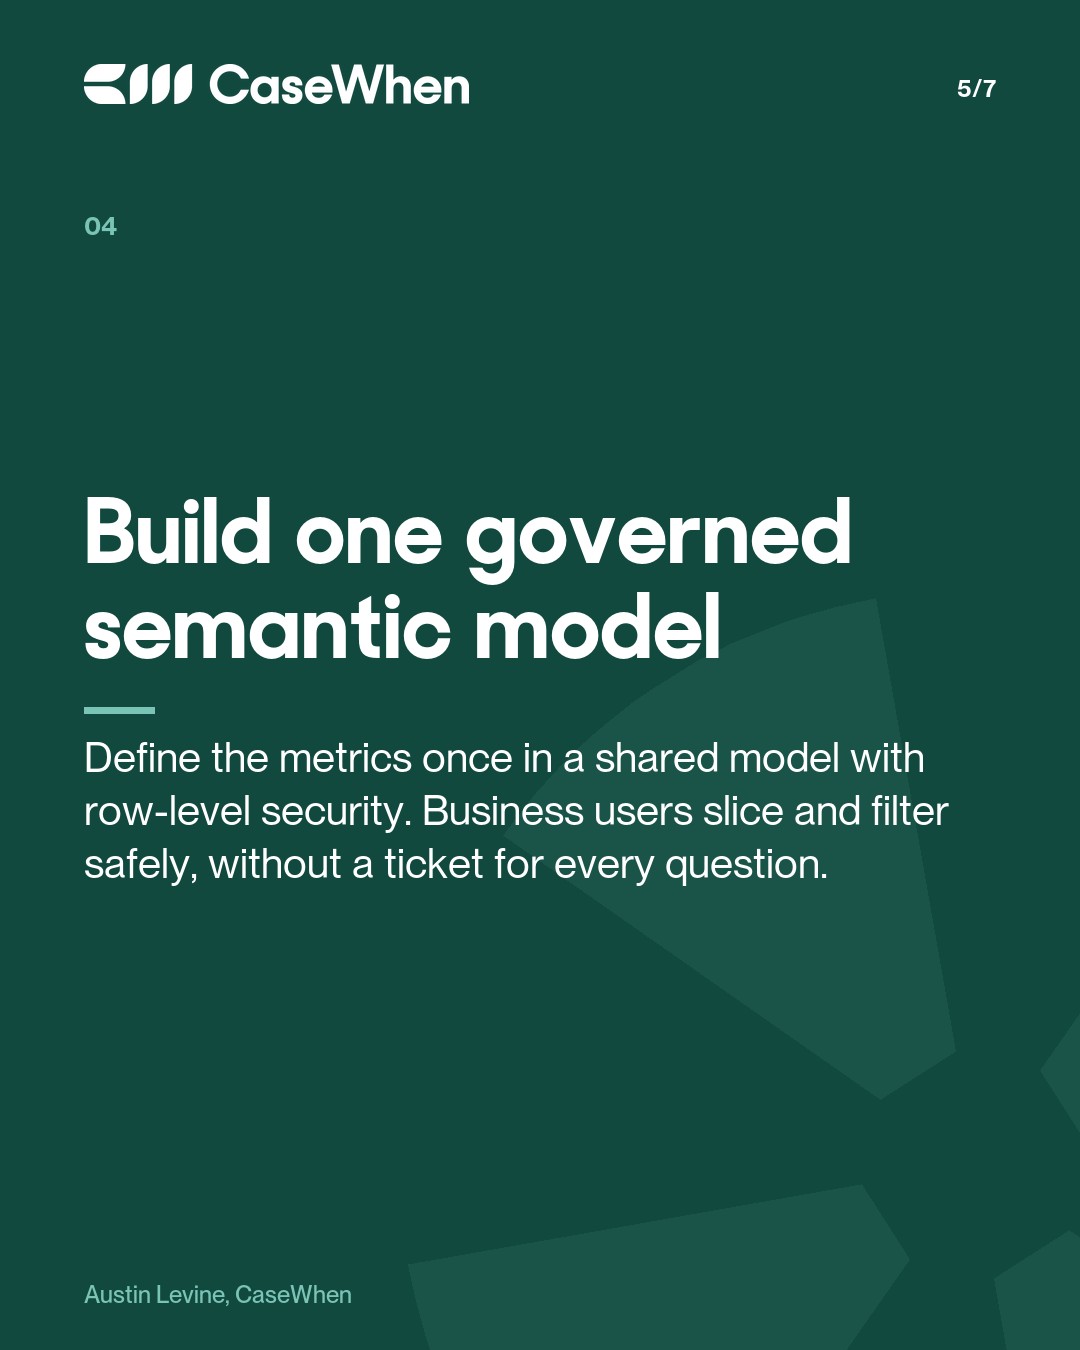 CaseWhen
5/7
04
Build one governed
semantic model
Define the metrics once in a shared model with
row-level security. Business users slice and filter
safely, without a ticket for every question.
Austin Levine, CaseWhen